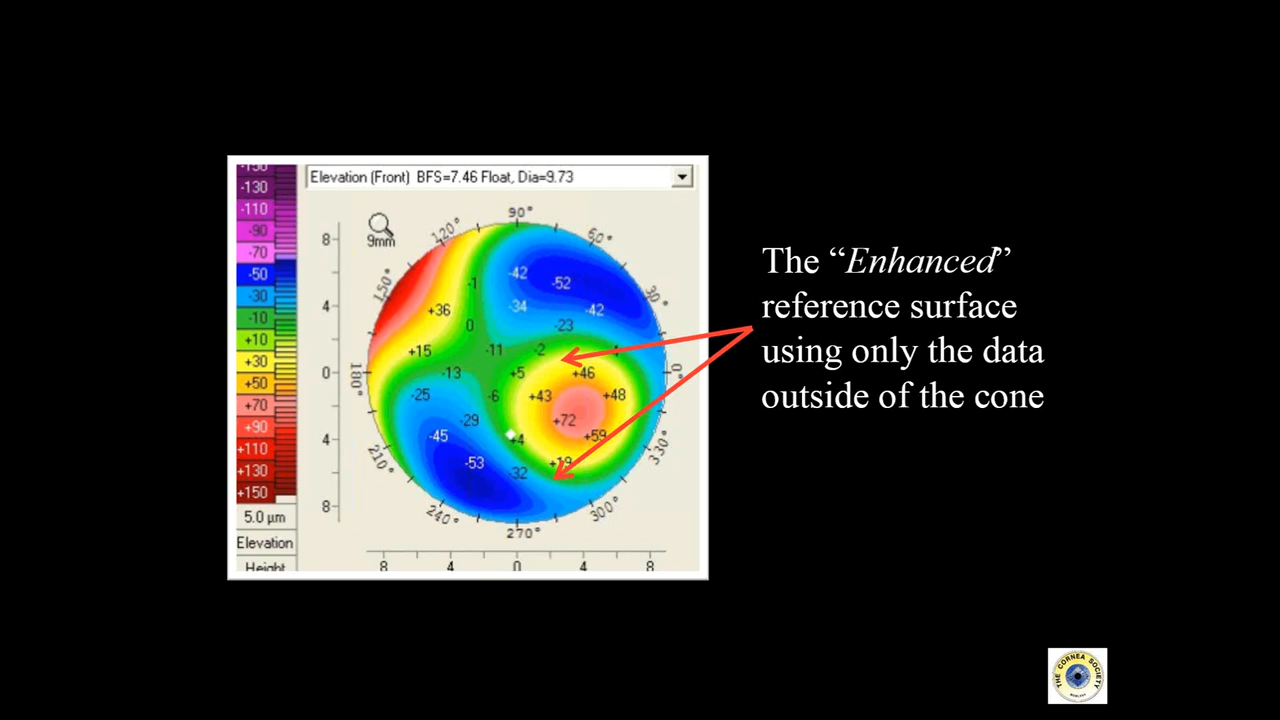 Elevation (Front) BFS=7.46 Float, Dia=9.73
-150
-130
-110
-90
-70
-50
-30
-10
+10
+30
+50
+70
+90
+110
+130
+150
5.0 µm
Elevation
Height
9mm
8
4
0
4
8
90°
60°
30°
0°
330°
300°
270°
240°
210°
180°
150°
120°
-42 -52
-1 -34 -42
+36 0 -23
+15 -11 -2
-13 +5 +46
-25 -6 +43 +48
-29 +72
-45 +4 +59
-53 -32 +19
8 4 0 4 8
The “Enhanced”
reference surface
using only the data
outside of the cone
THE CORNEA SOCIETY